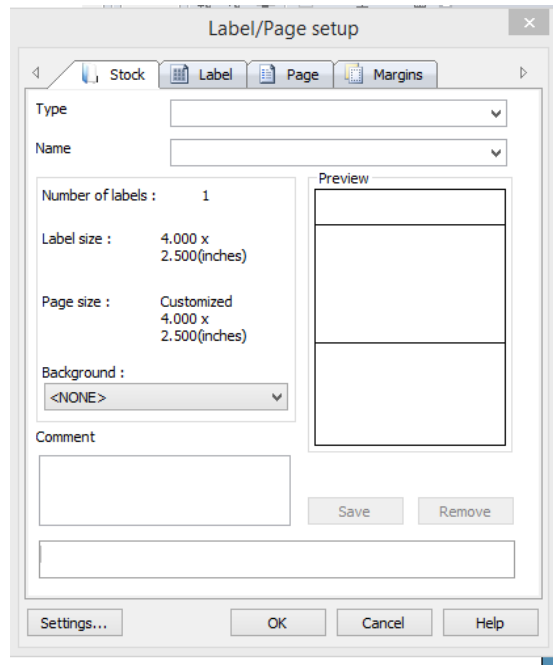 Label/Page setup
Stock Label Page Margins
Type
Name
Number of labels : 1
Label size : 4.000 x
2.500(inches)
Page size : Customized
4.000 x
2.500(inches)
Background :
<NONE>
Preview
Comment
Save Remove
Settings... OK Cancel Help